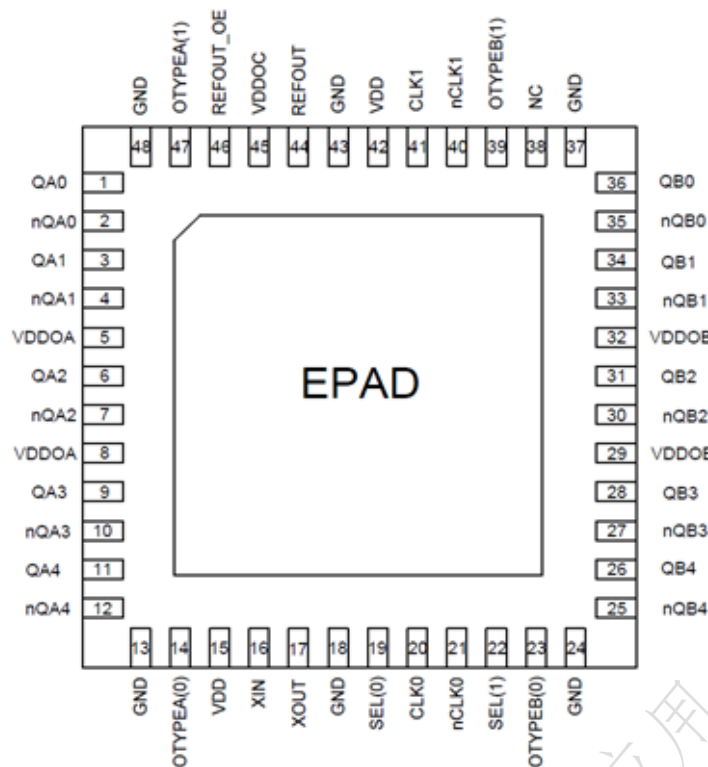 GND OTYPEA(1) REFOUT_OE VDDOC REFOUT GND VDD CLK1 nCLK1 OTYPEB(1) NC GND
48 47 46 45 44 43 42 41 40 39 38 37
QA0 1 36 QB0
nQA0 2 35 nQB0
QA1 3 34 QB1
nQA1 4 33 nQB1
VDDOA 5 32 VDDOB
QA2 6 31 QB2
EPAD
nQA2 7 30 nQB2
VDDOA 8 29 VDDOB
QA3 9 28 QB3
nQA3 10 27 nQB3
QA4 11 26 QB4
nQA4 12 25 nQB4
13 14 15 16 17 18 19 20 21 22 23 24
GND OTYPEA(0) VDD XIN XOUT GND SEL(0) CLK0 nCLK0 SEL(1) OTYPEB(0) GND
应用